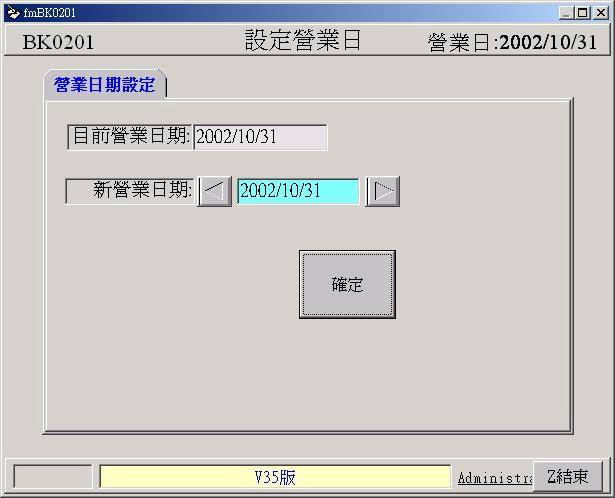 fmBK0201
BK0201 設定營業日 營業日:2002/10/31
營業日期設定
目前營業日期: 2002/10/31
新營業日期: 2002/10/31
確定
V35版 Administra Z結束